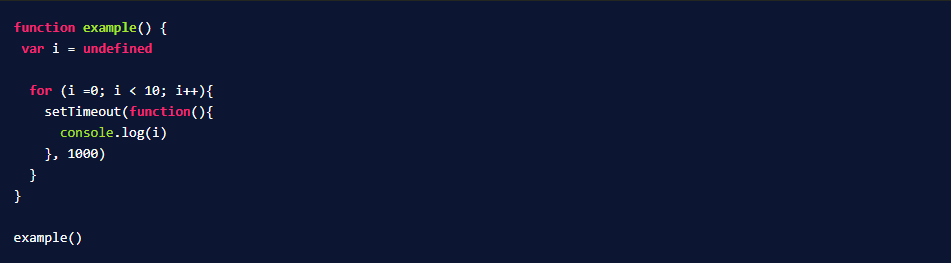 function example() {
 var i = undefined

  for (i =0; i < 10; i++){
    setTimeout(function(){
      console.log(i)
    }, 1000)
  }
}

example()